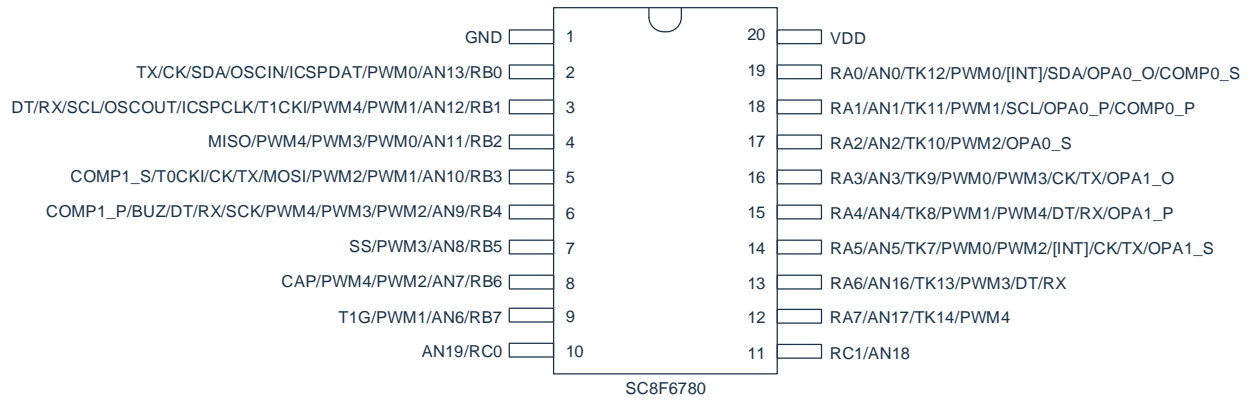 GND 1 20 VDD
TX/CK/SDA/OSCIN/ICSPDAT/PWM0/AN13/RB0 2 19 RA0/AN0/TK12/PWM0/[INT]/SDA/OPA0_O/COMP0_S
DT/RX/SCL/OSCOUT/ICSPCLK/T1CKI/PWM4/PWM1/AN12/RB1 3 18 RA1/AN1/TK11/PWM1/SCL/OPA0_P/COMP0_P
MISO/PWM4/PWM3/PWM0/AN11/RB2 4 17 RA2/AN2/TK10/PWM2/OPA0_S
COMP1_S/T0CKI/CK/TX/MOSI/PWM2/PWM1/AN10/RB3 5 16 RA3/AN3/TK9/PWM0/PWM3/CK/TX/OPA1_O
COMP1_P/BUZ/DT/RX/SCK/PWM4/PWM3/PWM2/AN9/RB4 6 15 RA4/AN4/TK8/PWM1/PWM4/DT/RX/OPA1_P
SS/PWM3/AN8/RB5 7 14 RA5/AN5/TK7/PWM0/PWM2/[INT]/CK/TX/OPA1_S
CAP/PWM4/PWM2/AN7/RB6 8 13 RA6/AN16/TK13/PWM3/DT/RX
T1G/PWM1/AN6/RB7 9 12 RA7/AN17/TK14/PWM4
AN19/RC0 10 11 RC1/AN18
SC8F6780